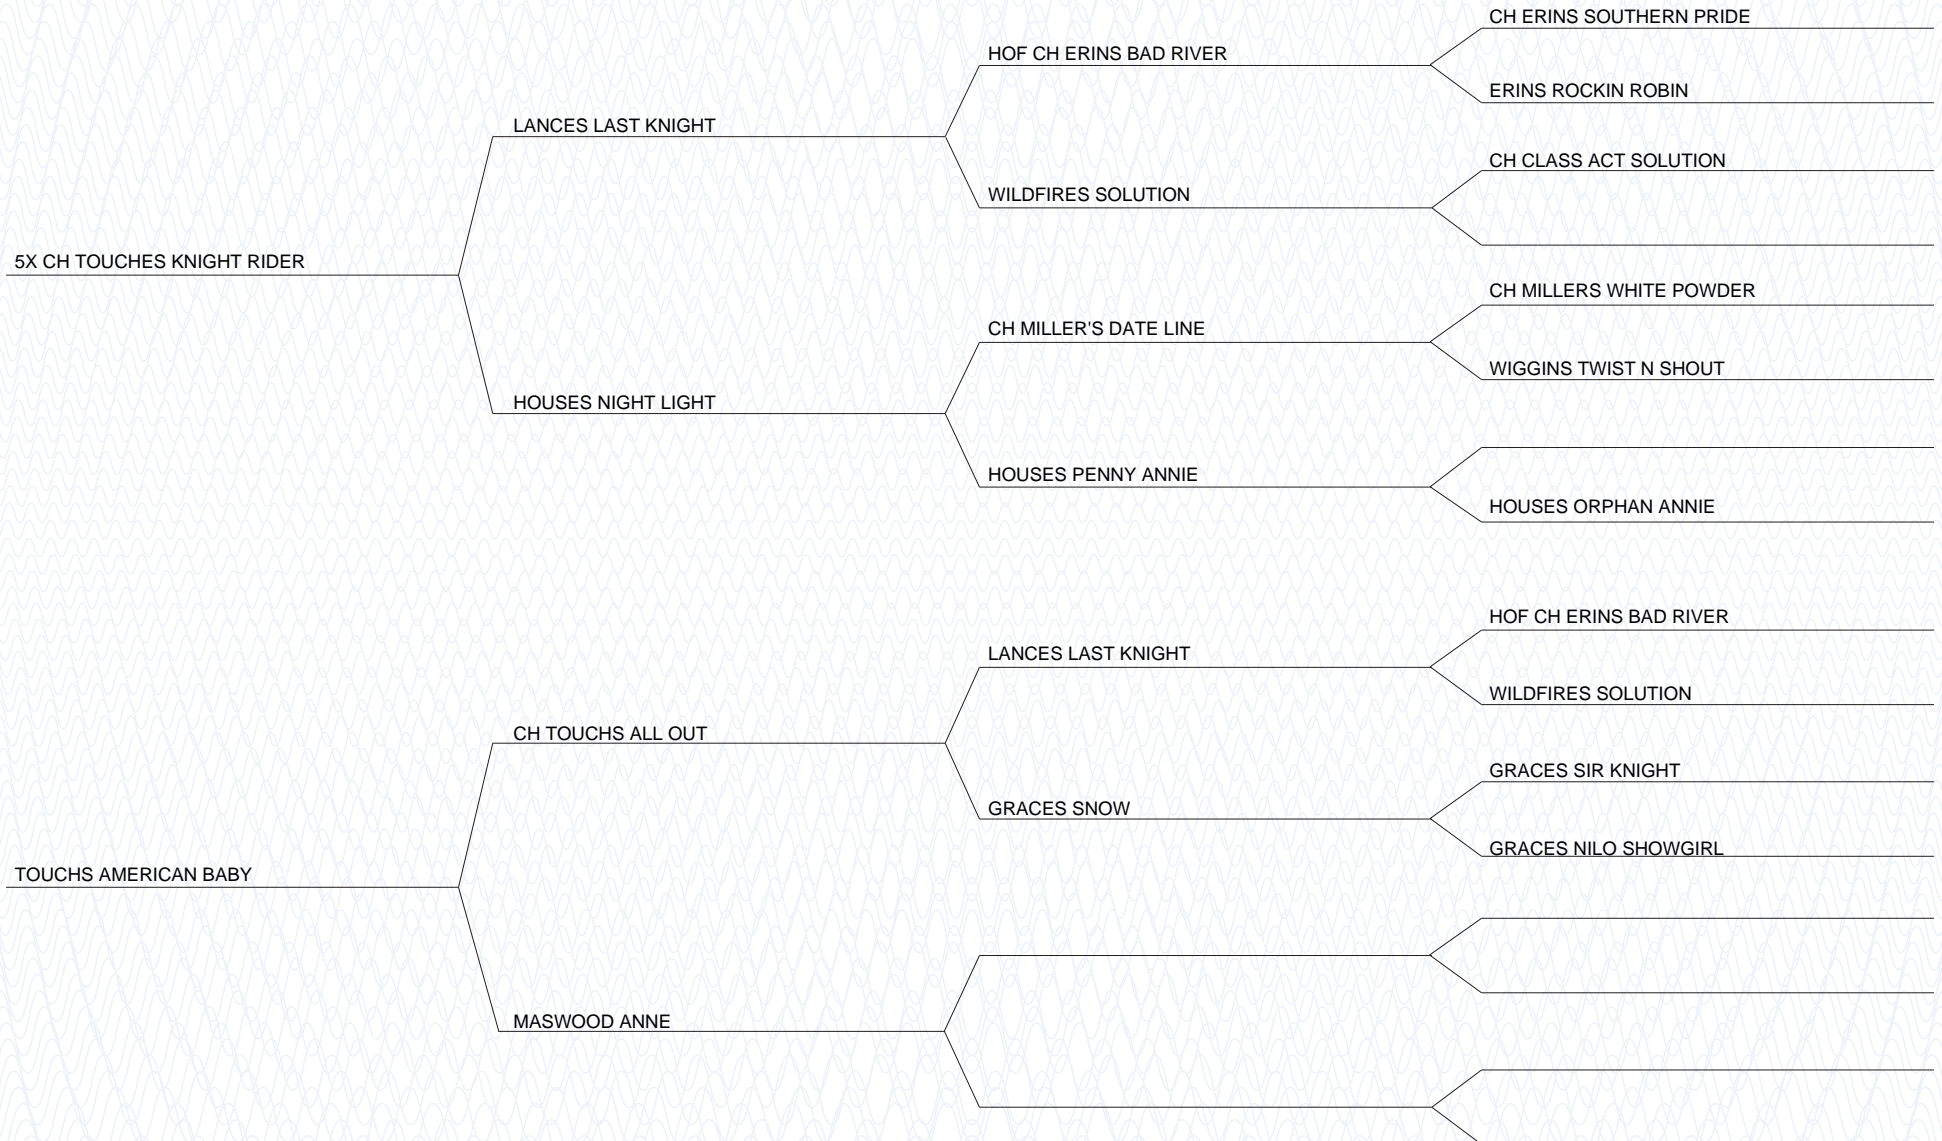 CH ERINS SOUTHERN PRIDE
HOF CH ERINS BAD RIVER
ERINS ROCKIN ROBIN
LANCES LAST KNIGHT
CH CLASS ACT SOLUTION
WILDFIRES SOLUTION
5X CH TOUCHES KNIGHT RIDER
CH MILLERS WHITE POWDER
CH MILLER'S DATE LINE
WIGGINS TWIST N SHOUT
HOUSES NIGHT LIGHT
HOUSES PENNY ANNIE
HOUSES ORPHAN ANNIE
HOF CH ERINS BAD RIVER
LANCES LAST KNIGHT
WILDFIRES SOLUTION
CH TOUCHS ALL OUT
GRACES SIR KNIGHT
GRACES SNOW
GRACES NILO SHOWGIRL
TOUCHS AMERICAN BABY
MASWOOD ANNE